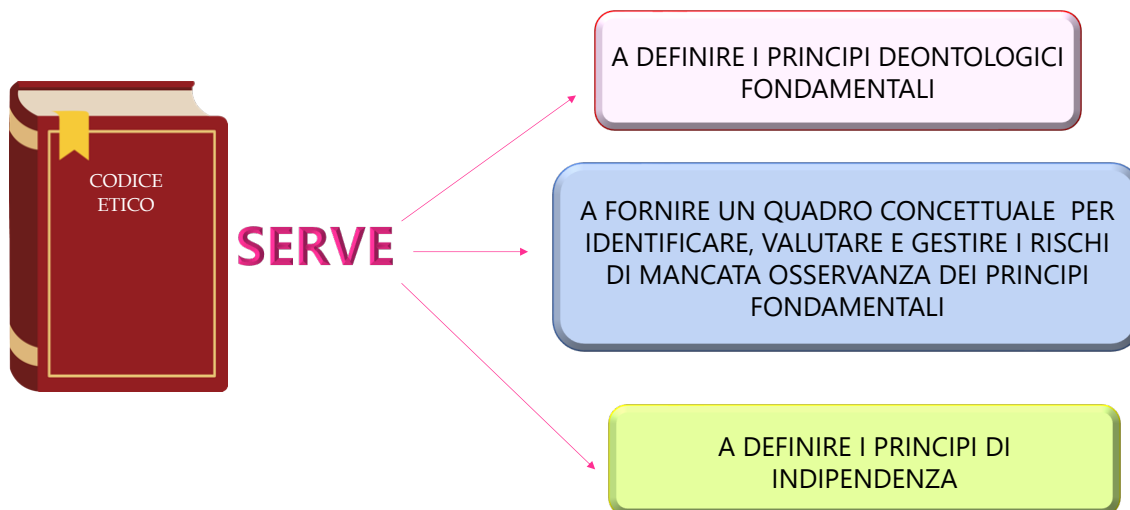 CODICE
ETICO
SERVE
A DEFINIRE I PRINCIPI DEONTOLOGICI
FONDAMENTALI
A FORNIRE UN QUADRO CONCETTUALE PER
IDENTIFICARE, VALUTARE E GESTIRE I RISCHI
DI MANCATA OSSERVANZA DEI PRINCIPI
FONDAMENTALI
A DEFINIRE I PRINCIPI DI
INDIPENDENZA